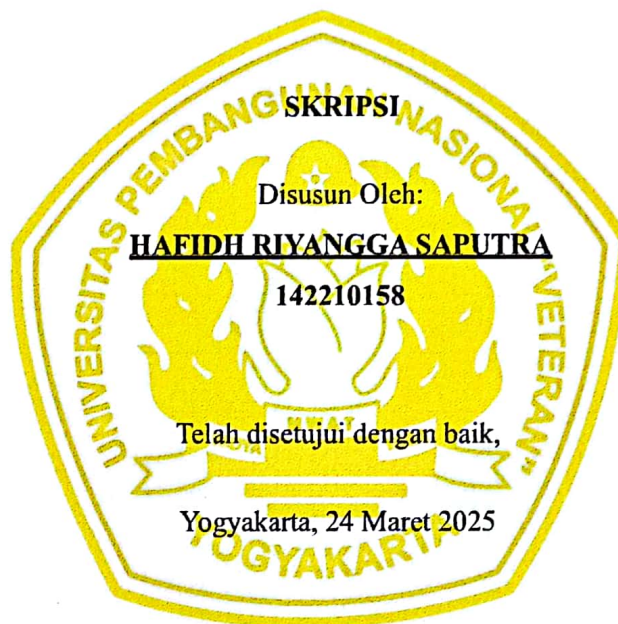 SKRIPSI
UNIVERSITAS PEMBANGUNAN NASIONAL "VETERAN"
Disusun Oleh:
HAFIDH RIYANGGA SAPUTRA
142210158
Telah disetujui dengan baik,
Yogyakarta, 24 Maret 2025
YOGYAKARTA